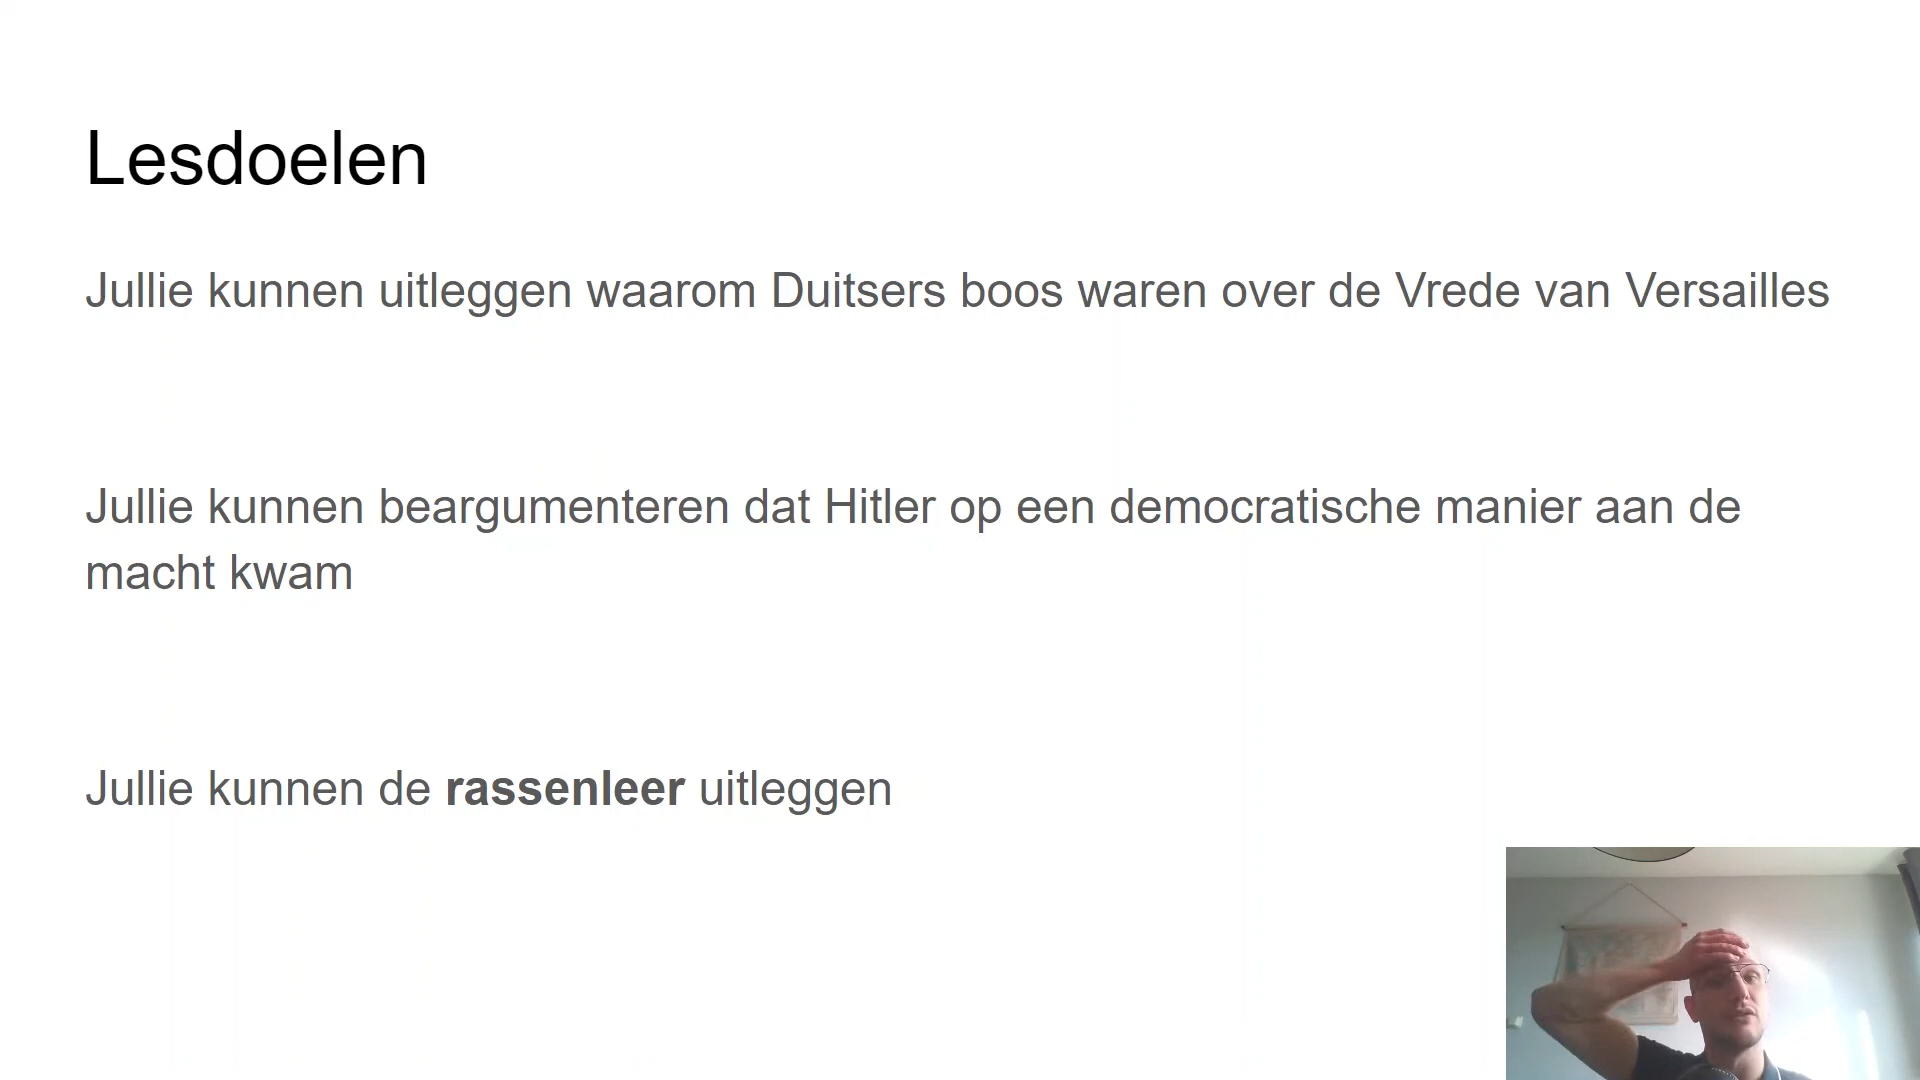 Lesdoelen
Jullie kunnen uitleggen waarom Duitsers boos waren over de Vrede van Versailles
Jullie kunnen beargumenteren dat Hitler op een democratische manier aan de
macht kwam
Jullie kunnen de rassenleer uitleggen